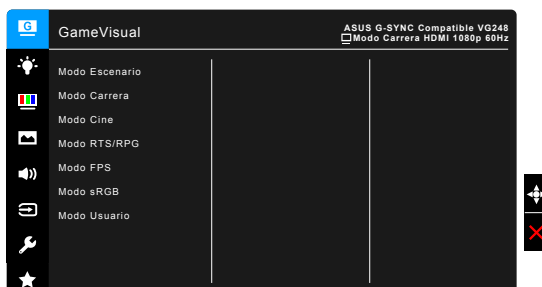 G
GameVisual
ASUS G-SYNC Compatible VG248
Modo Carrera HDMI 1080p 60Hz
Modo Escenario
Modo Carrera
Modo Cine
Modo RTS/RPG
Modo FPS
Modo sRGB
Modo Usuario